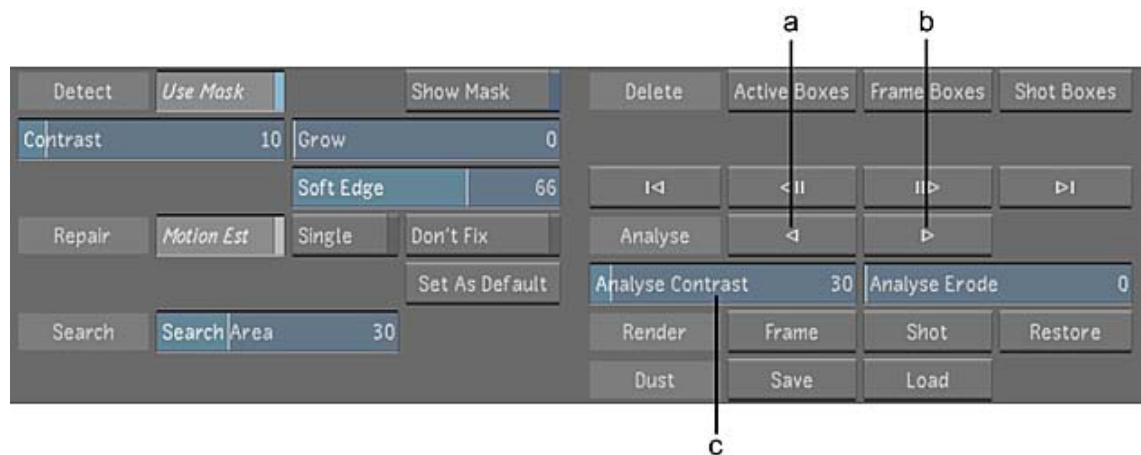 a b
Detect Use Mask Show Mask Delete Active Boxes Frame Boxes Shot Boxes
Contrast 10 Grow 0
Soft Edge 66
Repair Motion Est Single Don't Fix Analyse
Set As Default Analyse Contrast 30 Analyse Erode 0
Search Search Area 30 Render Frame Shot Restore
Dust Save Load
c